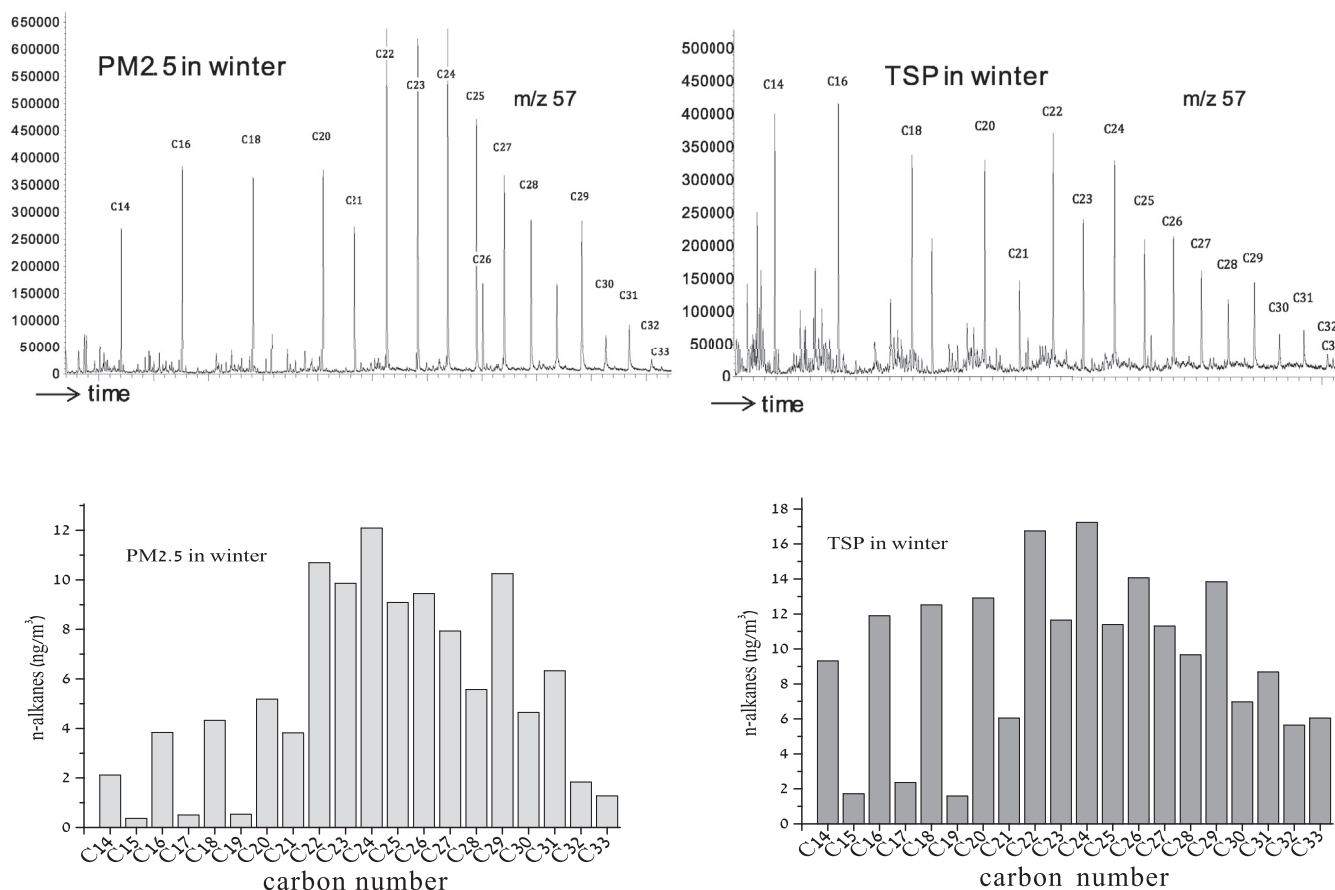 650000
600000
550000
500000
450000
400000
350000
300000
250000
200000
150000
100000
50000
0
PM2.5 in winter
m/z 57
C14
C16
C18
C20
C21
C22
C23
C24
C25
C26
C27
C28
C29
C30
C31
C32
C33
time
500000
450000
400000
350000
300000
250000
200000
150000
100000
50000
0
TSP in winter
m/z 57
C14
C16
C18
C20
C21
C22
C23
C24
C25
C26
C27
C28
C29
C30
C31
C32
C3
time
12
10
8
6
4
2
0
n-alkanes (ng/m³)
PM2.5 in winter
C14
C15
C16
C17
C18
C19
C20
C21
C22
C23
C24
C25
C26
C27
C28
C29
C30
C31
C32
C33
carbon number
18
16
14
12
10
8
6
4
2
0
n-alkanes (ng/m³)
TSP in winter
C14
C15
C16
C17
C18
C19
C20
C21
C22
C23
C24
C25
C26
C27
C28
C29
C30
C31
C32
C33
carbon number